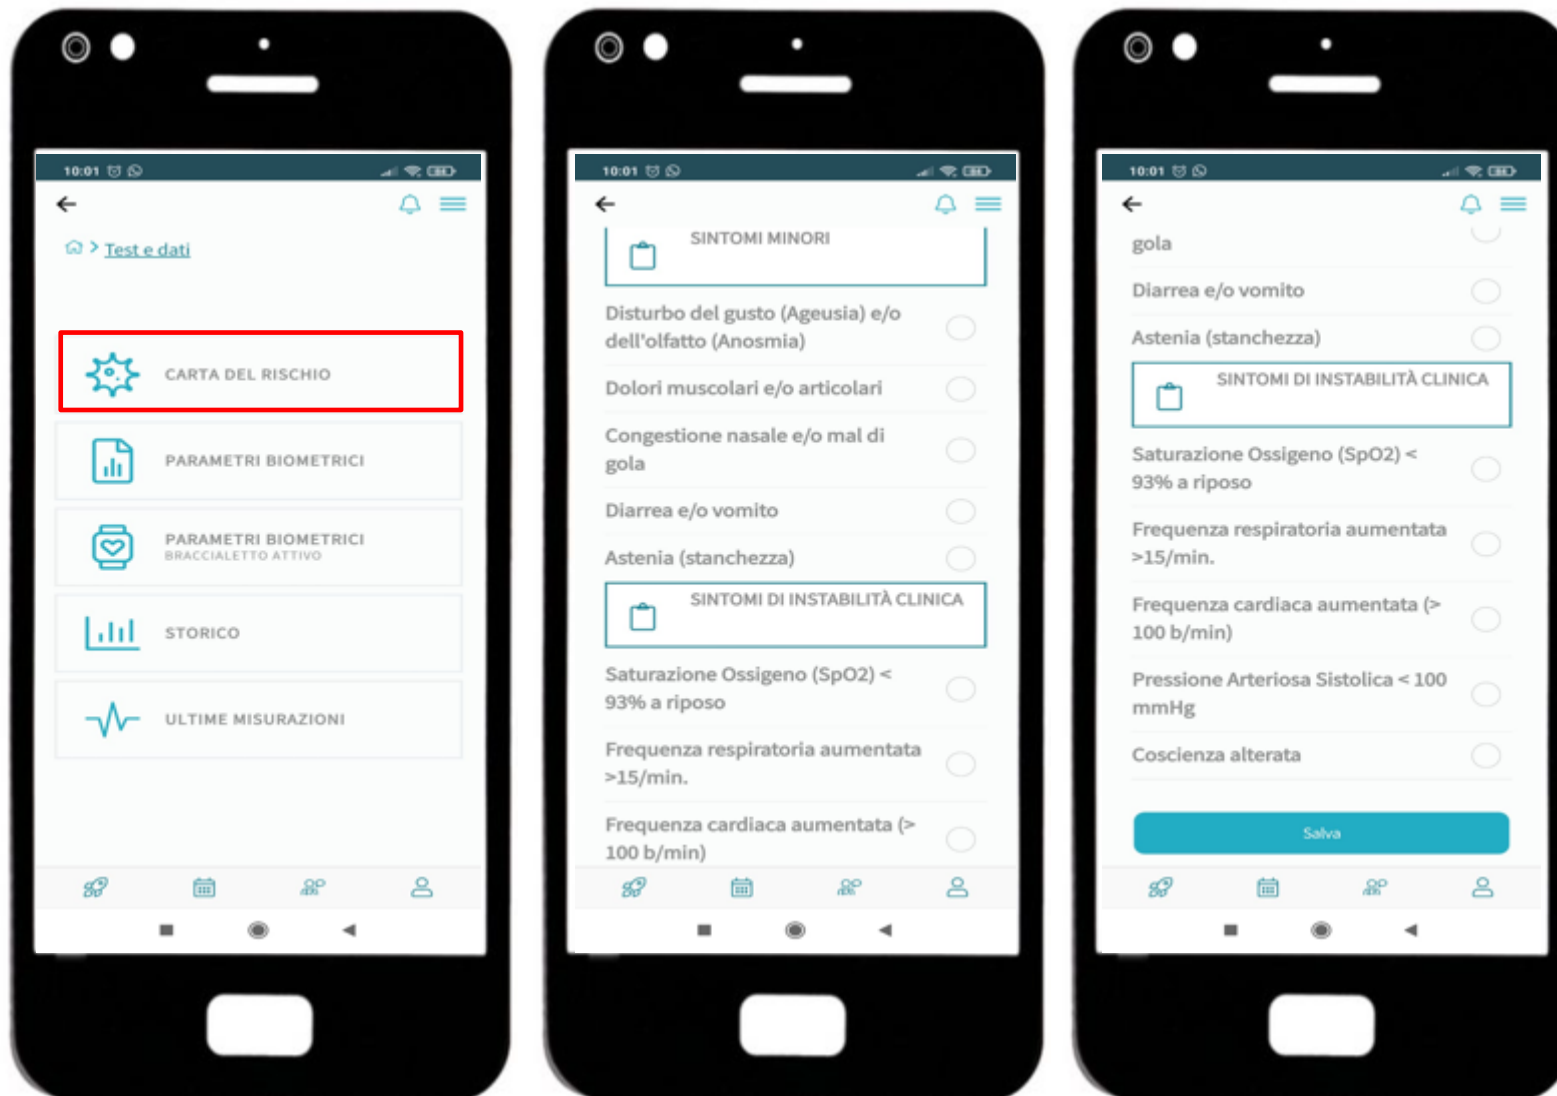 10:01
Test e dati
CARTA DEL RISCHIO
PARAMETRI BIOMETRICI
PARAMETRI BIOMETRICI
BRACCIALETTO ATTIVO
STORICO
ULTIME MISURAZIONI
10:01
SINTOMI MINORI
Disturbo del gusto (Ageusia) e/o
dell'olfatto (Anosmia)
Dolori muscolari e/o articolari
Congestione nasale e/o mal di
gola
Diarrea e/o vomito
Astenia (stanchezza)
SINTOMI DI INSTABILITÀ CLINICA
Saturazione Ossigeno (SpO2) <
93% a riposo
Frequenza respiratoria aumentata
>15/min.
Frequenza cardiaca aumentata (>
100 b/min)
10:01
gola
Diarrea e/o vomito
Astenia (stanchezza)
SINTOMI DI INSTABILITÀ CLINICA
Saturazione Ossigeno (SpO2) <
93% a riposo
Frequenza respiratoria aumentata
>15/min.
Frequenza cardiaca aumentata (>
100 b/min)
Pressione Arteriosa Sistolica < 100
mmHg
Coscienza alterata
Salva